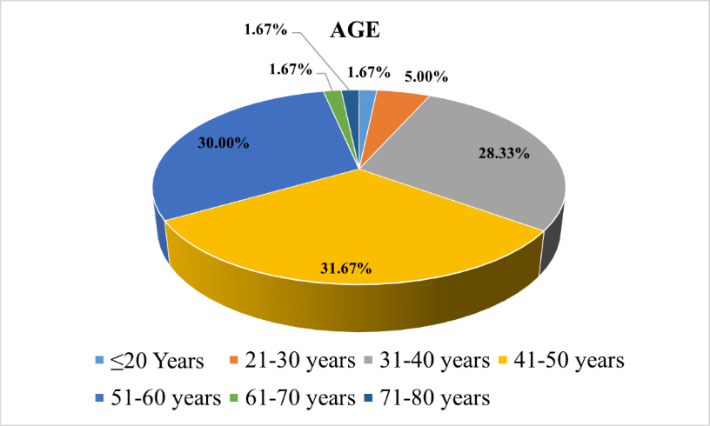 AGE
1.67%
1.67%
1.67%
5.00%
30.00%
28.33%
31.67%
≤20 Years
21-30 years
31-40 years
41-50 years
51-60 years
61-70 years
71-80 years